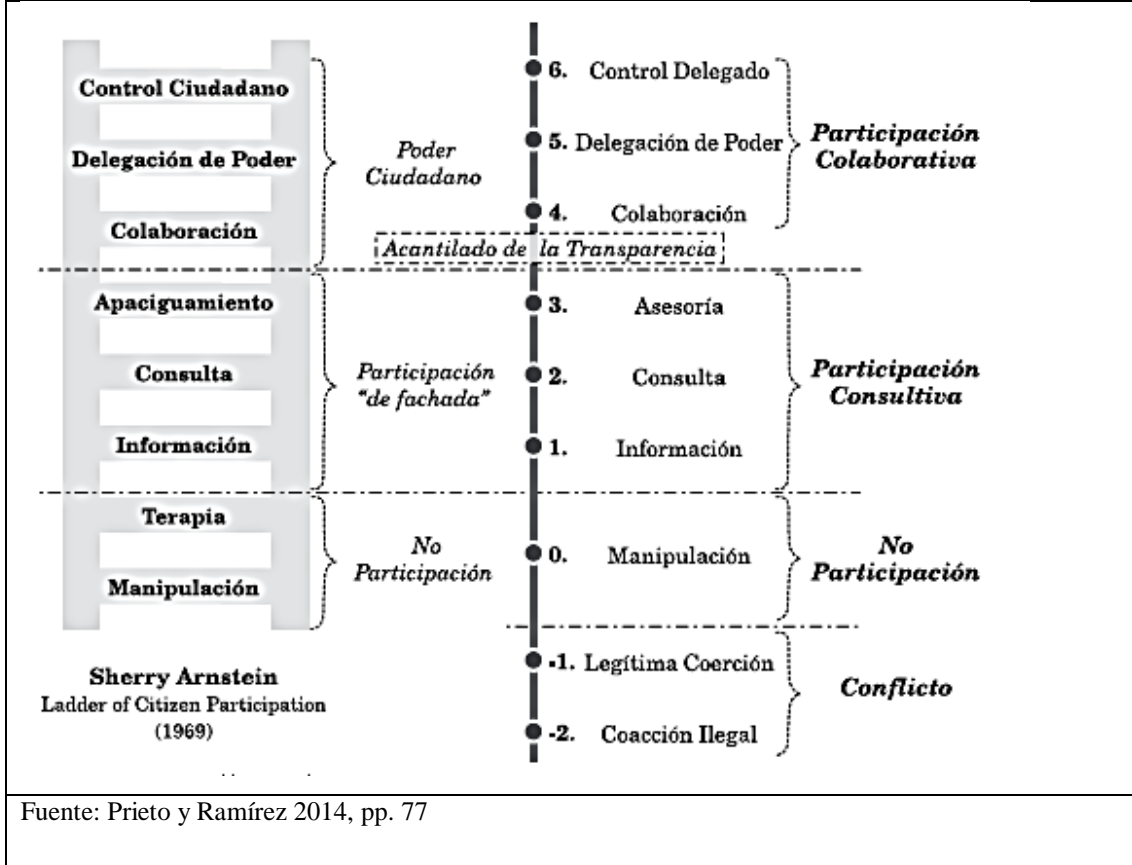 Control Ciudadano
Delegación de Poder
Colaboración
Apaciguamiento
Consulta
Información
Terapia
Manipulación
Sherry Arnstein
Ladder of Citizen Participation
(1969)
Poder
Ciudadano
Participación
"de fachada"
No
Participación
6. Control Delegado
5. Delegación de Poder
4. Colaboración
Acantilado de la Transparencia
3. Asesoría
2. Consulta
1. Información
0. Manipulación
-1. Legítima Coerción
-2. Coacción Ilegal
Participación
Colaborativa
Participación
Consultiva
No
Participación
Conflicto
Fuente: Prieto y Ramírez 2014, pp. 77